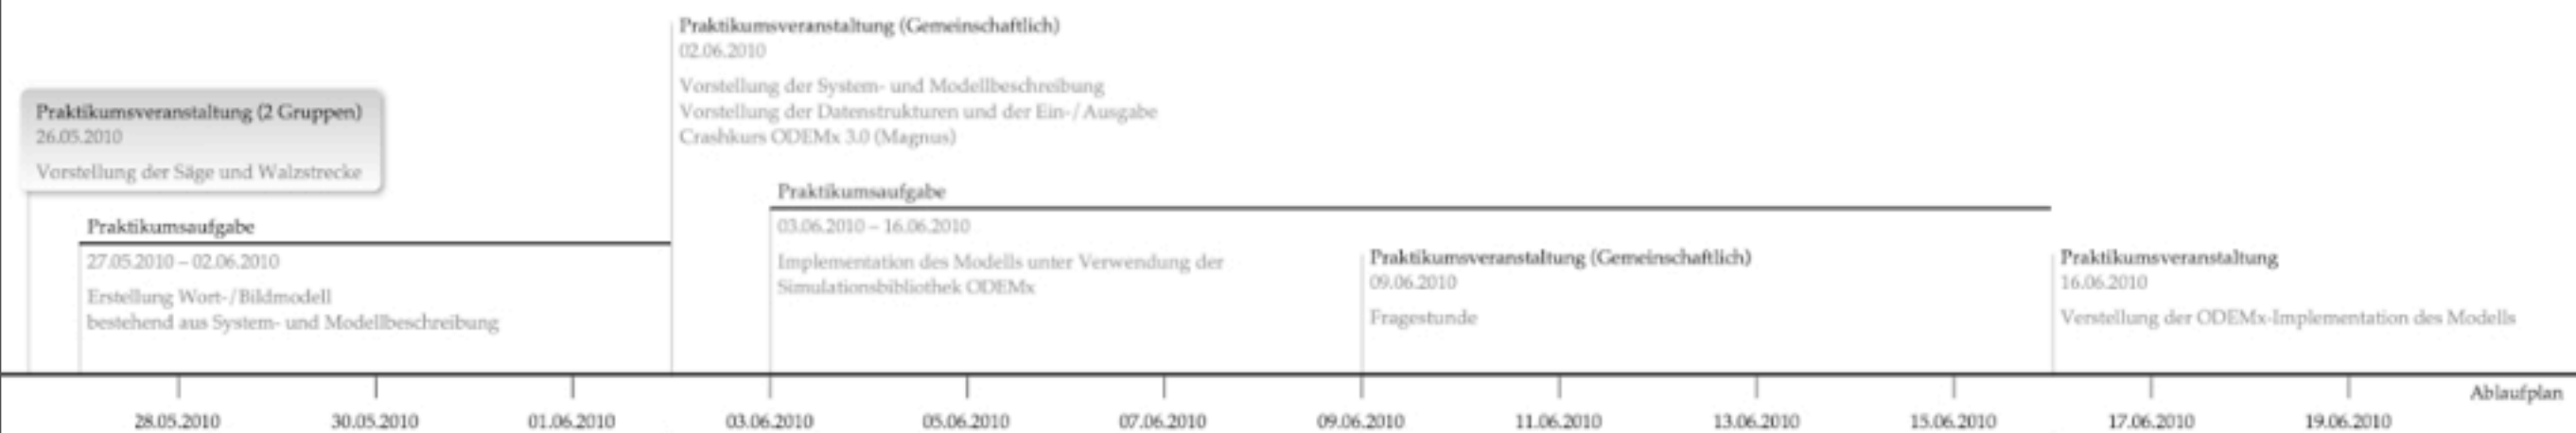 Praktikumsveranstaltung (2 Gruppen)
26.05.2010
Vorstellung der Säge und Walzstrecke
Praktikumsaufgabe
27.05.2010 – 02.06.2010
Erstellung Wort-/Bildmodell
bestehend aus System- und Modellbeschreibung
Praktikumsveranstaltung (Gemeinschaftlich)
02.06.2010
Vorstellung der System- und Modellbeschreibung
Vorstellung der Datenstrukturen und der Ein-/Ausgabe
Crashkurs ODEMx 3.0 (Magnus)
Praktikumsaufgabe
03.06.2010 – 16.06.2010
Implementation des Modells unter Verwendung der
Simulationsbibliothek ODEMx
Praktikumsveranstaltung (Gemeinschaftlich)
09.06.2010
Fragestunde
Praktikumsveranstaltung
16.06.2010
Verstellung der ODEMx-Implementation des Modells
Ablaufplan
28.05.2010 30.05.2010 01.06.2010 03.06.2010 05.06.2010 07.06.2010 09.06.2010 11.06.2010 13.06.2010 15.06.2010 17.06.2010 19.06.2010